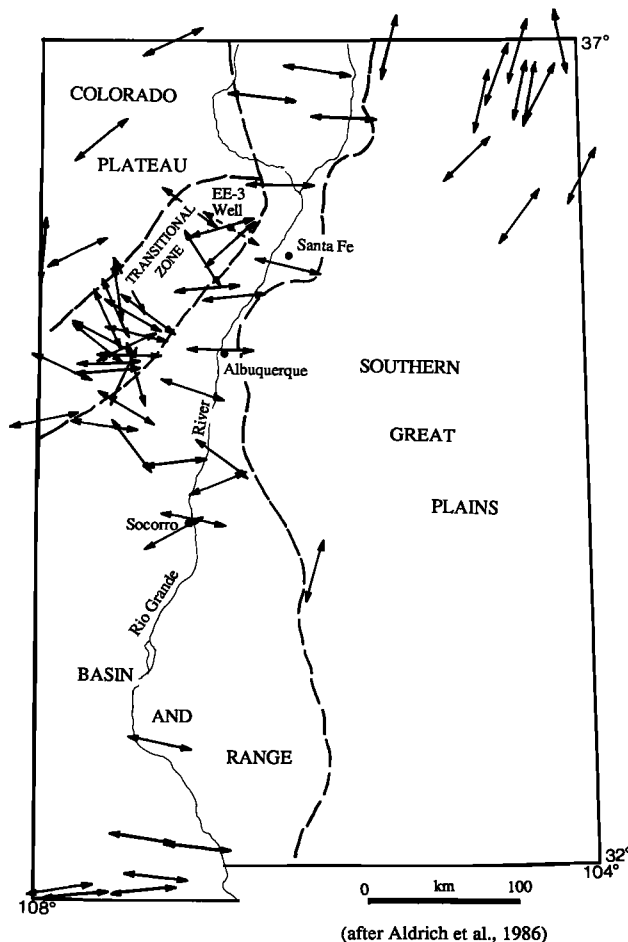 37°
COLORADO
PLATEAU
EE-3
Well
TRANSITIONAL
ZONE
Santa Fe
Albuquerque
SOUTHERN
GREAT
PLAINS
River
Socorro
Rio Grande
BASIN
AND
RANGE
32°
104°
108°
0 km 100
(after Aldrich et al., 1986)